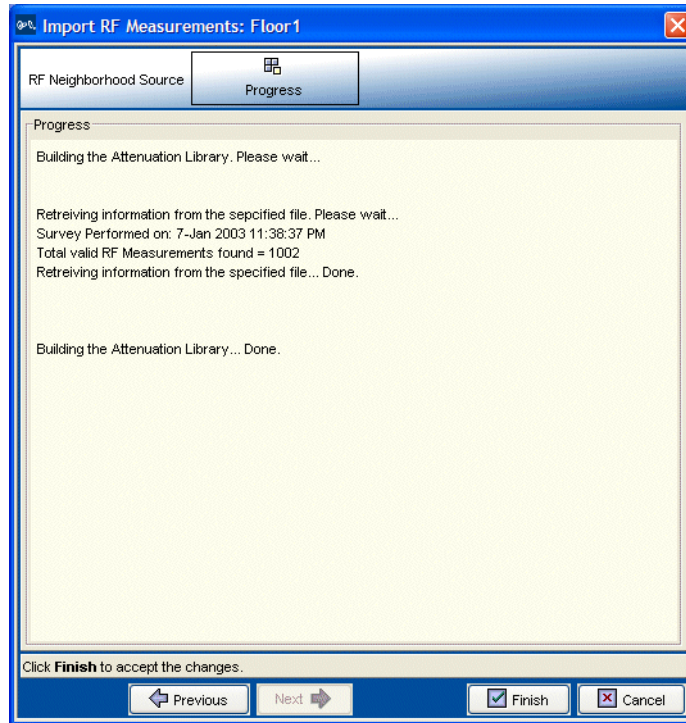 Import RF Measurements: Floor1
RF Neighborhood Source
Progress
Progress
Building the Attenuation Library. Please wait...
Retreiving information from the sepcified file. Please wait...
Survey Performed on: 7-Jan 2003 11:38:37 PM
Total valid RF Measurements found = 1002
Retreiving information from the specified file... Done.
Building the Attenuation Library... Done.
Click Finish to accept the changes.
Previous
Next
Finish
Cancel